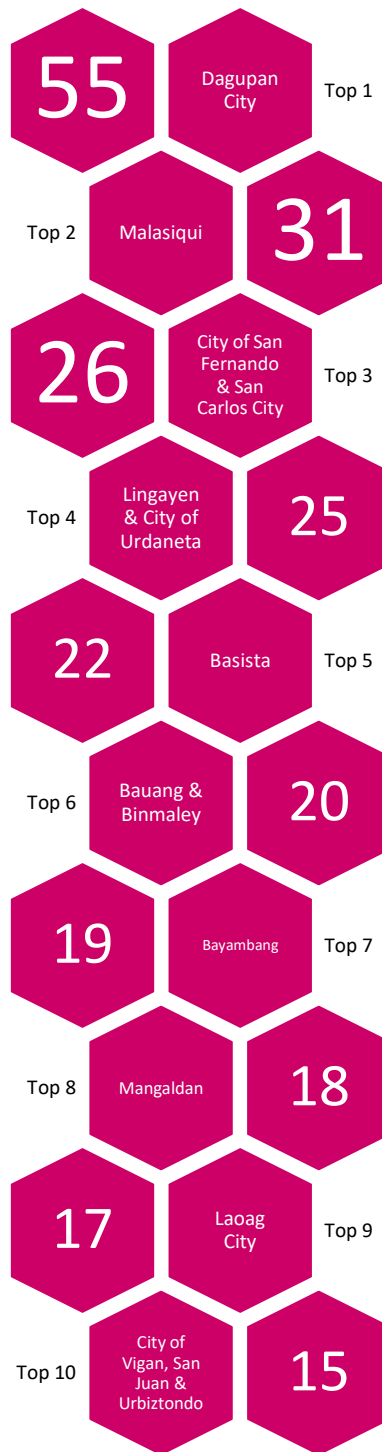 55
Dagupan
City
Top 1
Top 2
Malasiqui
31
26
City of San
Fernando
& San
Carlos City
Top 3
Top 4
Lingayen
& City of
Urdaneta
25
22
Basista
Top 5
Top 6
Bauang &
Binmaley
20
19
Bayambang
Top 7
Top 8
Mangaldan
18
17
Laoag
City
Top 9
Top 10
City of
Vigan, San
Juan &
Urbiztondo
15